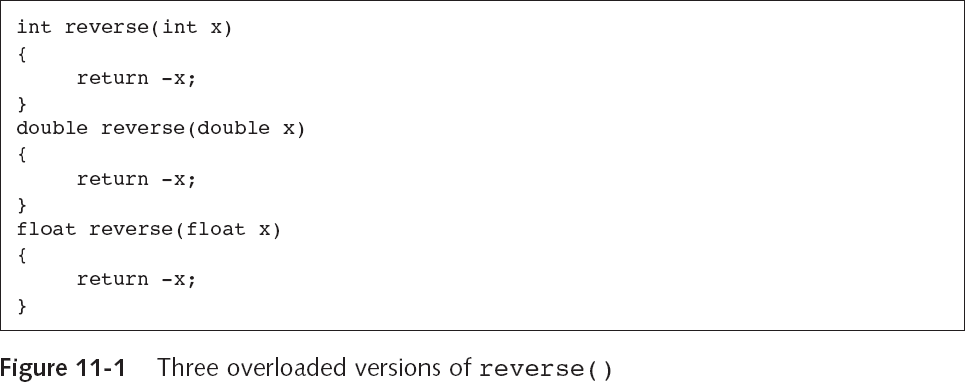 int reverse(int x)
{
     return -x;
}
double reverse(double x)
{
     return -x;
}
float reverse(float x)
{
     return -x;
}
Figure 11-1 Three overloaded versions of reverse()